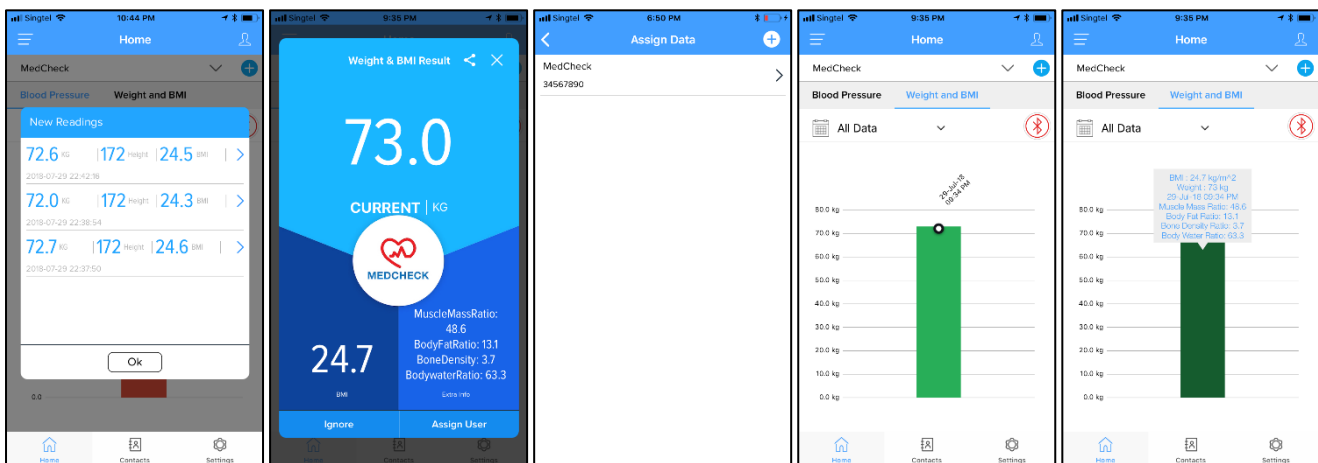 Singtel 10:44 PM
Home
MedCheck
Blood Pressure Weight and BMI
New Readings
72.6 KG | 172 Height | 24.5 BMI |
2018-07-29 22:42:18
72.0 KG | 172 Height | 24.3 BMI |
2018-07-29 22:38:54
72.7 KG | 172 Height | 24.6 BMI |
2018-07-29 22:37:50
Ok
0.0
Home Contacts Settings
Singtel 9:35 PM
Weight & BMI Result
73.0
CURRENT | KG
MEDCHECK
24.7
BMI
MuscleMassRatio:
48.6
BodyFatRatio: 13.1
BoneDensity: 3.7
BodywaterRatio: 63.3
Extra Info
Ignore Assign User
Home Contacts Settings
Singtel 6:50 PM
Assign Data
MedCheck
34567890
Singtel 9:35 PM
Home
MedCheck
Blood Pressure Weight and BMI
All Data
29-Jul-18
09:34 PM
80.0 kg
70.0 kg
60.0 kg
50.0 kg
40.0 kg
30.0 kg
20.0 kg
10.0 kg
0.0 kg
Home Contacts Settings
Singtel 9:35 PM
Home
MedCheck
Blood Pressure Weight and BMI
All Data
BMI : 24.7 kg/m^2
Weight : 73 kg
29-Jul-18 09:34 PM
Muscle Mass Ratio: 48.6
Body Fat Ratio: 13.1
Bone Density Ratio: 3.7
Body Water Ratio: 63.3
80.0 kg
70.0 kg
60.0 kg
50.0 kg
40.0 kg
30.0 kg
20.0 kg
10.0 kg
0.0 kg
Home Contacts Settings